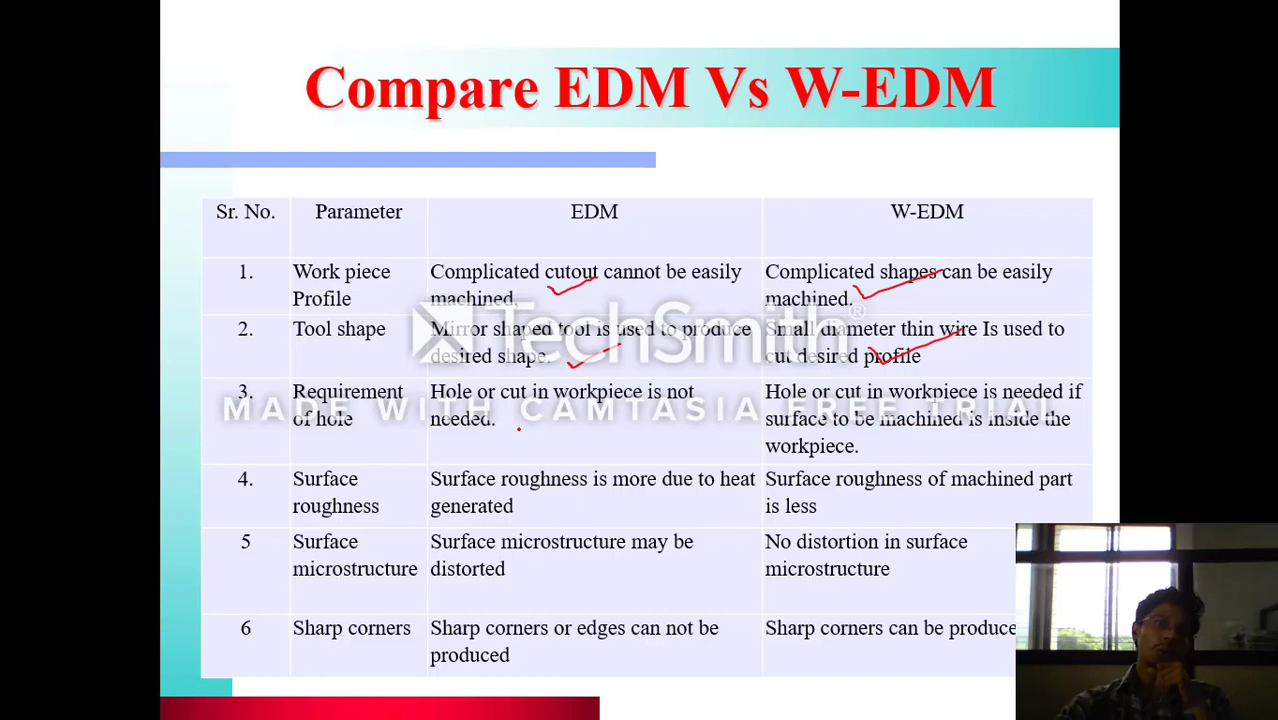 Compare EDM Vs W-EDM
Sr. No. Parameter EDM W-EDM
1. Work piece Profile Complicated cutout cannot be easily machined, Complicated shapes can be easily machined.
2. Tool shape Mirror shaped tool is used to produce desired shape. Small diameter thin wire Is used to cut desired profile
TechSmith®
3. Requirement of hole Hole or cut in workpiece is not needed. Hole or cut in workpiece is needed if surface to be machined is inside the workpiece.
MADE WITH CAMTASIA FREE TRIAL
4. Surface roughness Surface roughness is more due to heat generated Surface roughness of machined part is less
5 Surface microstructure Surface microstructure may be distorted No distortion in surface microstructure
6 Sharp corners Sharp corners or edges can not be produced Sharp corners can be produce